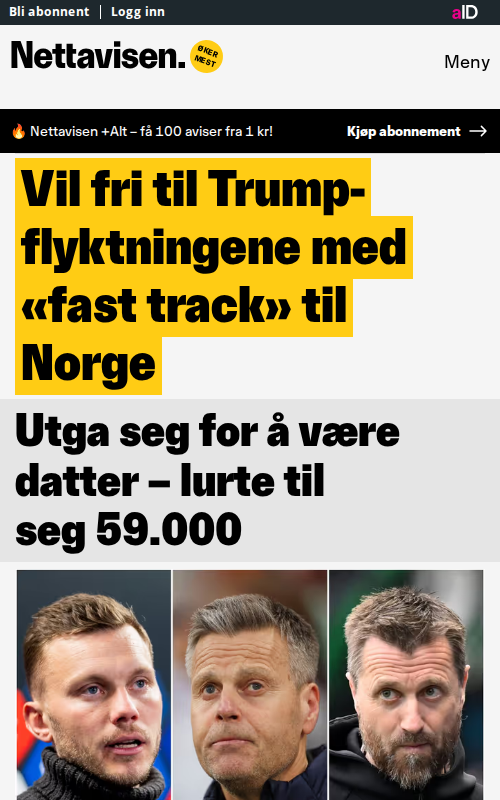 Bli abonnent | Logg inn
aID
Nettavisen.
ØKER
MEST
Meny
🔥 Nettavisen +Alt – få 100 aviser fra 1 kr!
Kjøp abonnement →
Vil fri til Trump-
flyktningene med
«fast track» til
Norge
Utga seg for å være
datter – lurte til
seg 59.000